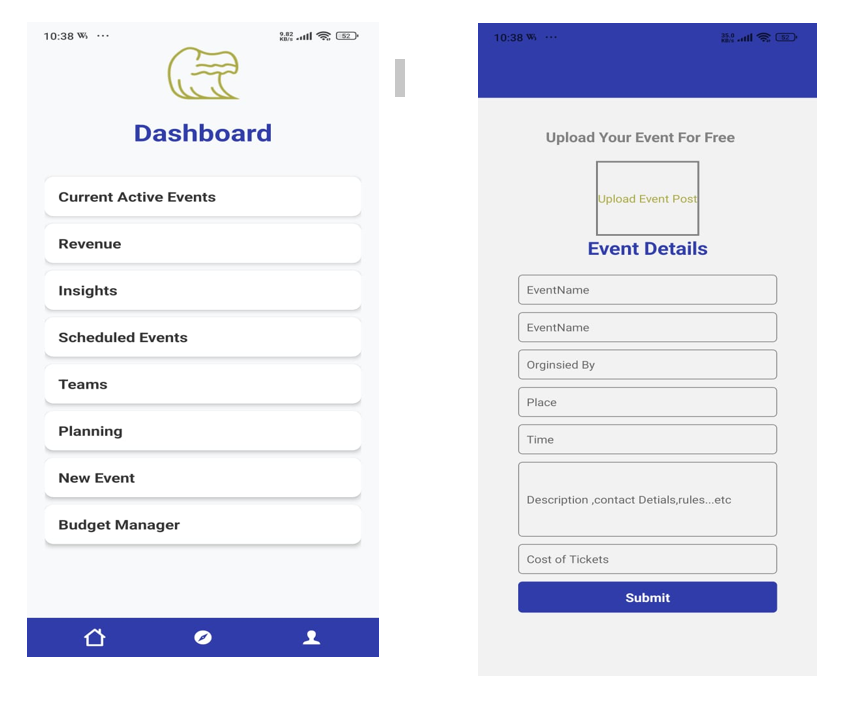 10:38
9.82
KB/s
52
Dashboard
Current Active Events
Revenue
Insights
Scheduled Events
Teams
Planning
New Event
Budget Manager
10:38
KB/s
52
Upload Your Event For Free
Upload Event Post
Event Details
EventName
EventName
Orginsied By
Place
Time
Description ,contact Detials,rules...etc
Cost of Tickets
Submit